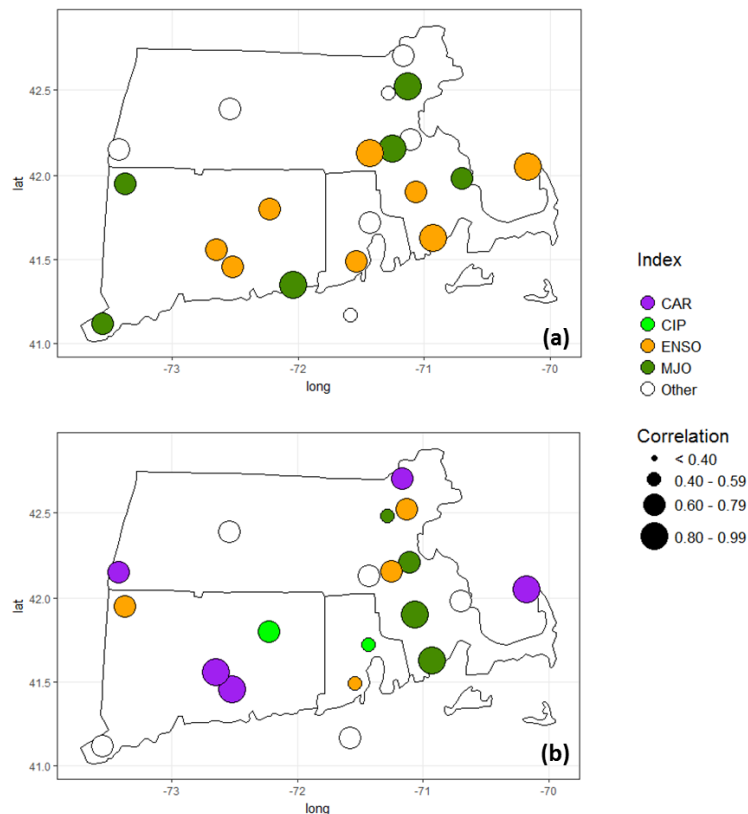 42.5
42.0
41.5
41.0
lat
(a)
-73
-72
-71
-70
long
Index
CAR
CIP
ENSO
MJO
Other
Correlation
< 0.40
0.40 - 0.59
0.60 - 0.79
0.80 - 0.99
42.5
42.0
41.5
41.0
lat
(b)
-73
-72
-71
-70
long